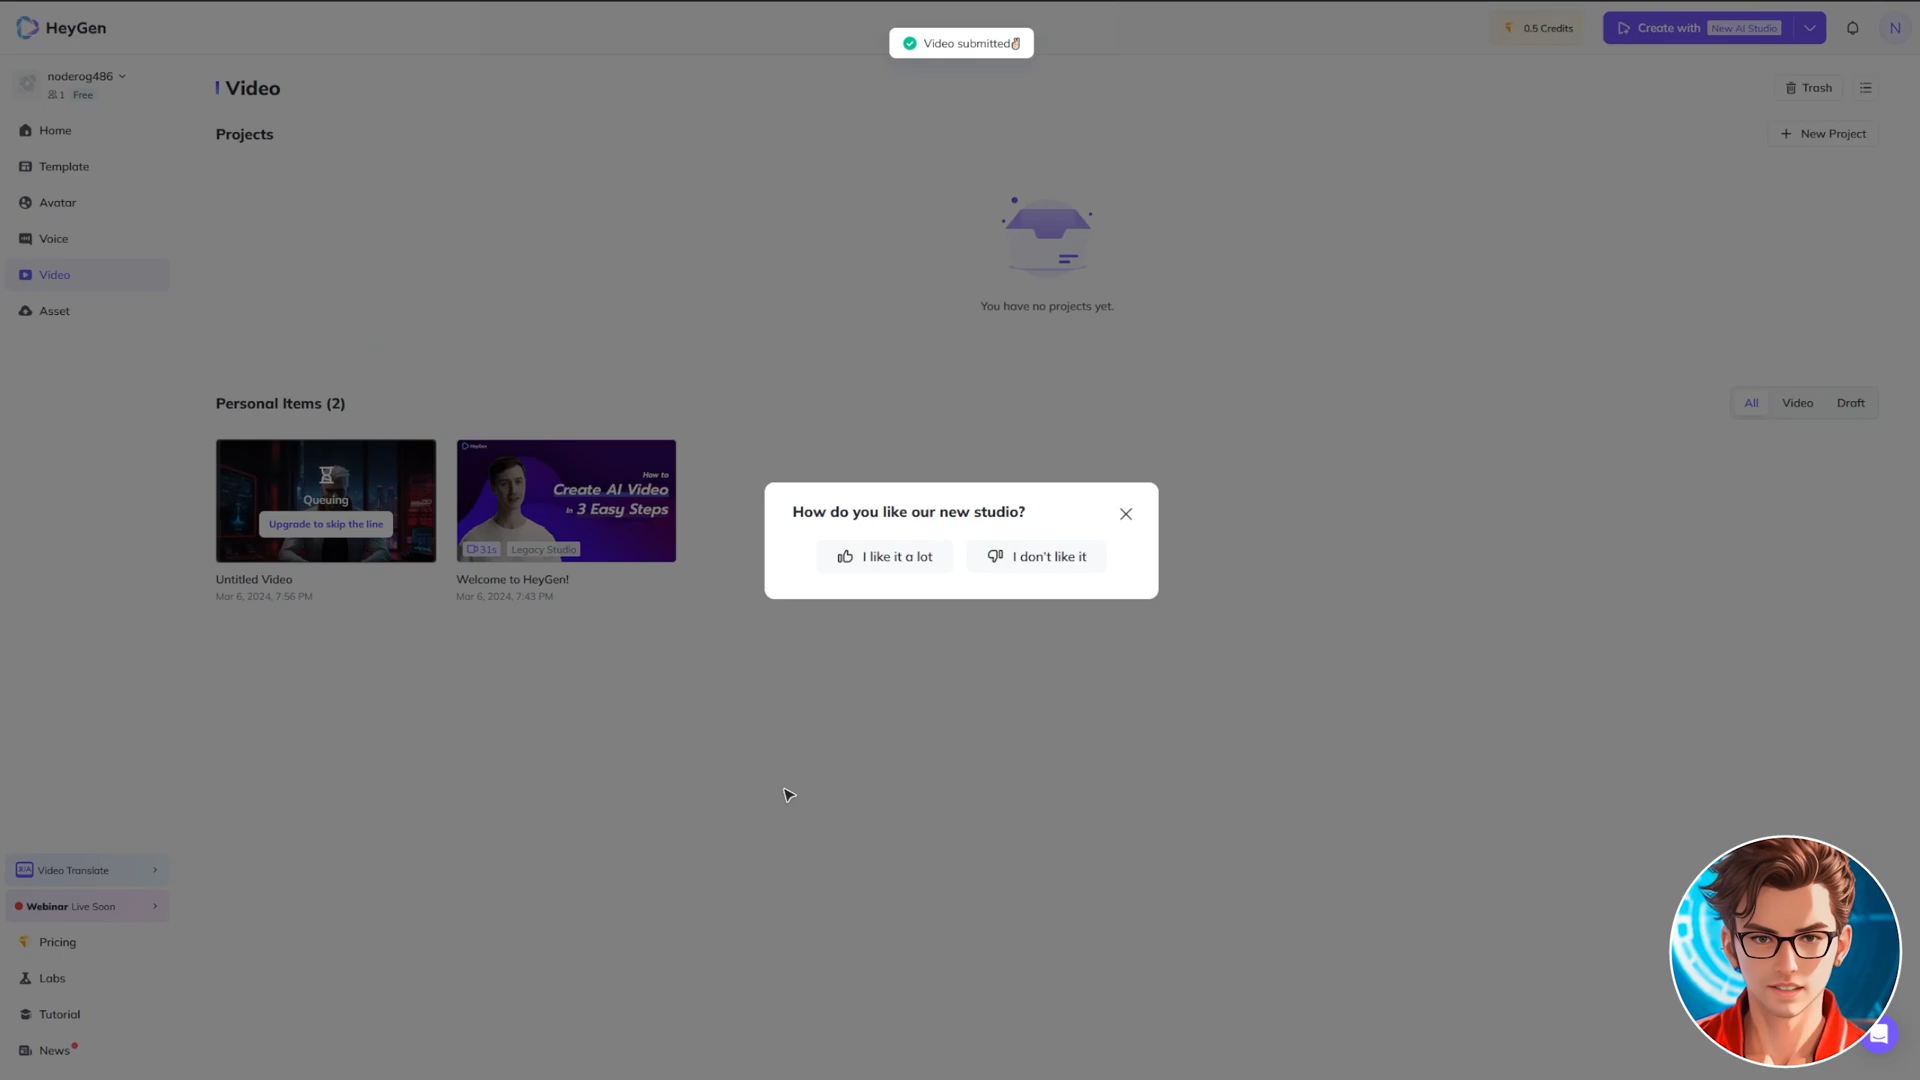 HeyGen
Video submitted✌🏼
0.5 Credits
Create with New AI Studio
N
noderog486
1 Free
Home
Template
Avatar
Voice
Video
Asset
Video
Trash
Projects
New Project
You have no projects yet.
Personal Items (2)
All Video Draft
Queuing
Upgrade to skip the line
Untitled Video
Mar 6, 2024, 7:56 PM
HeyGen
How to
Create AI Video
In 3 Easy Steps
31s Legacy Studio
Welcome to HeyGen!
Mar 6, 2024, 7:43 PM
How do you like our new studio?
I like it a lot
I don't like it
Video Translate
Webinar Live Soon
Pricing
Labs
Tutorial
News